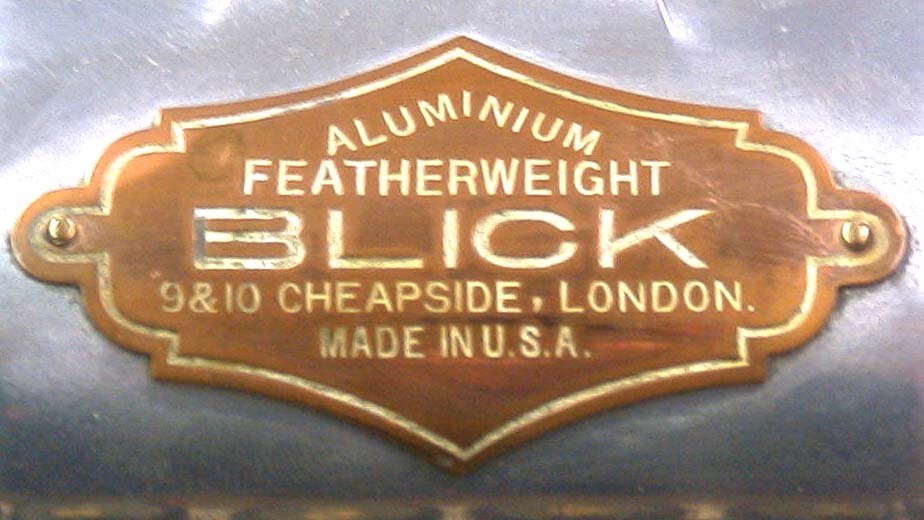 ALUMINIUM
FEATHERWEIGHT
BLICK
9&10 CHEAPSIDE, LONDON.
MADE IN U.S.A.